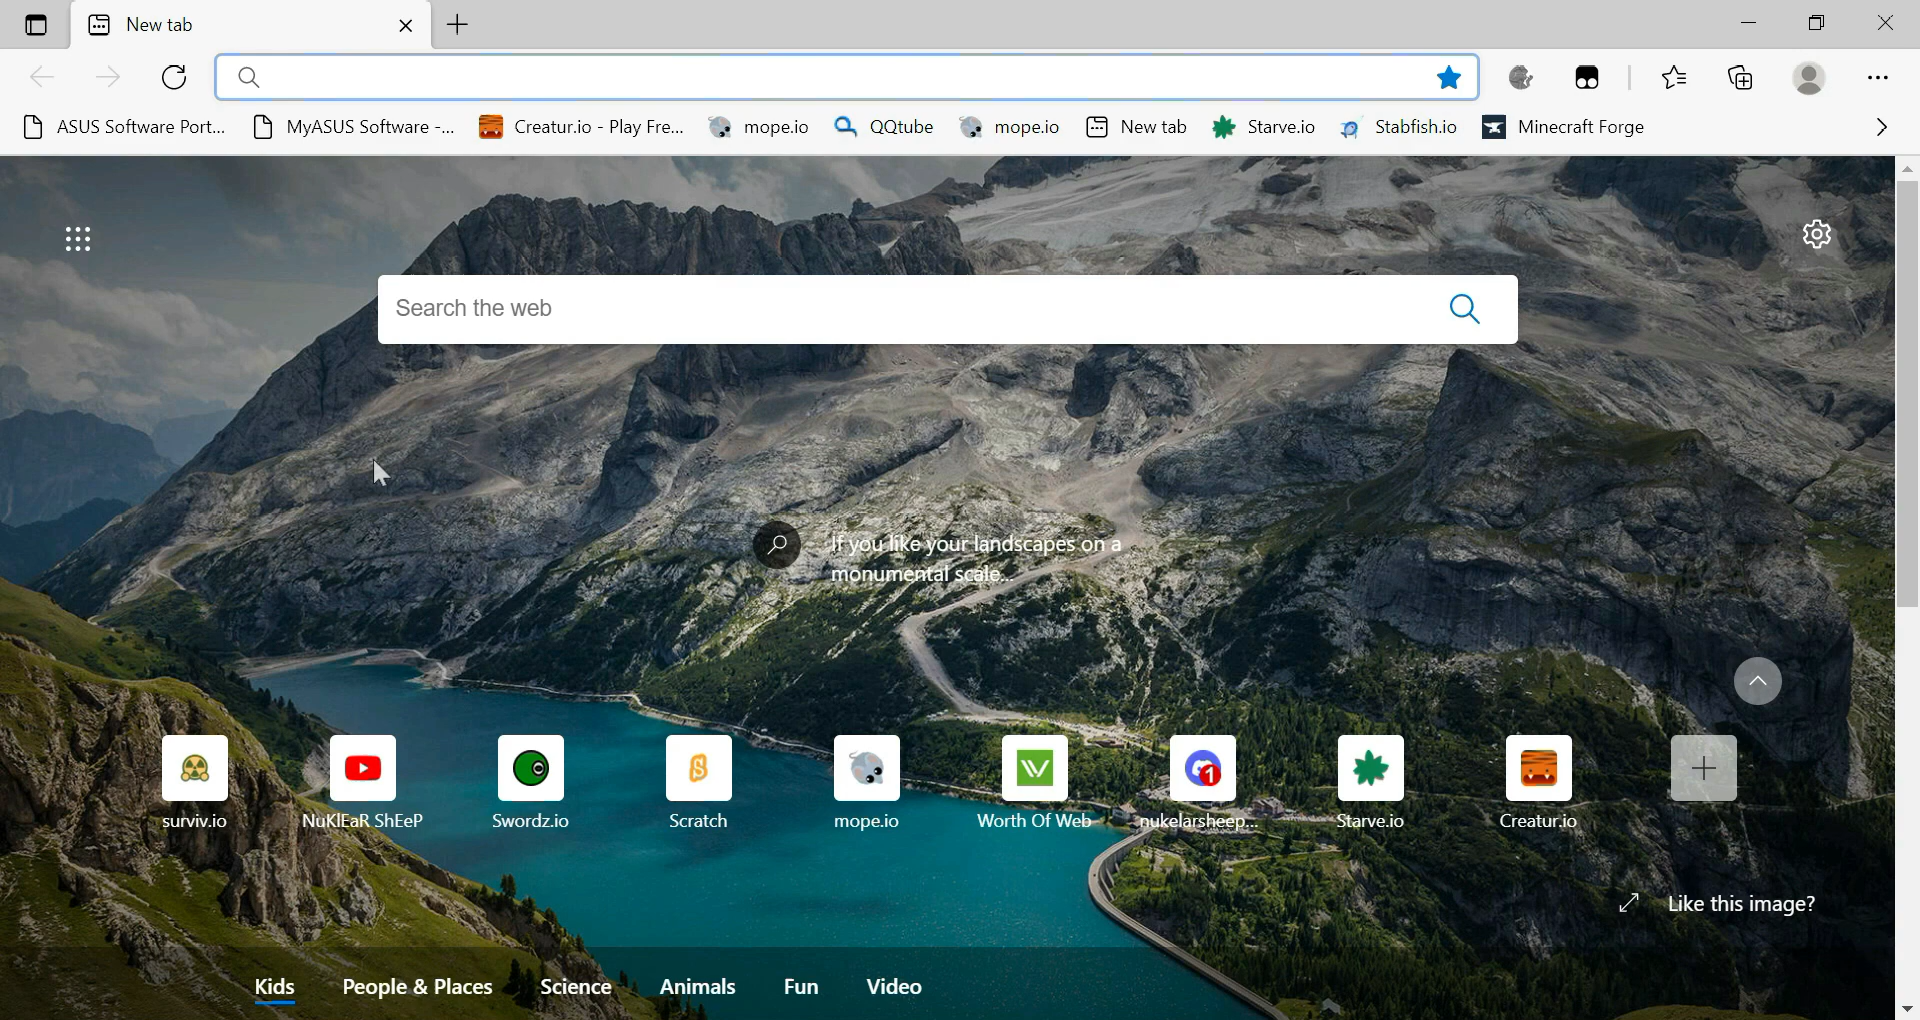 New tab
ASUS Software Port...
MyASUS Software -...
Creatur.io - Play Fre...
mope.io
QQtube
mope.io
New tab
Starve.io
Stabfish.io
Minecraft Forge
Search the web
If you like your landscapes on a
monumental scale...
1
surviv.io
NuKlEaR ShEeP
Swordz.io
Scratch
mope.io
Worth Of Web
nukelarsheep...
Starve.io
Creatur.io
Like this image?
Kids
People & Places
Science
Animals
Fun
Video